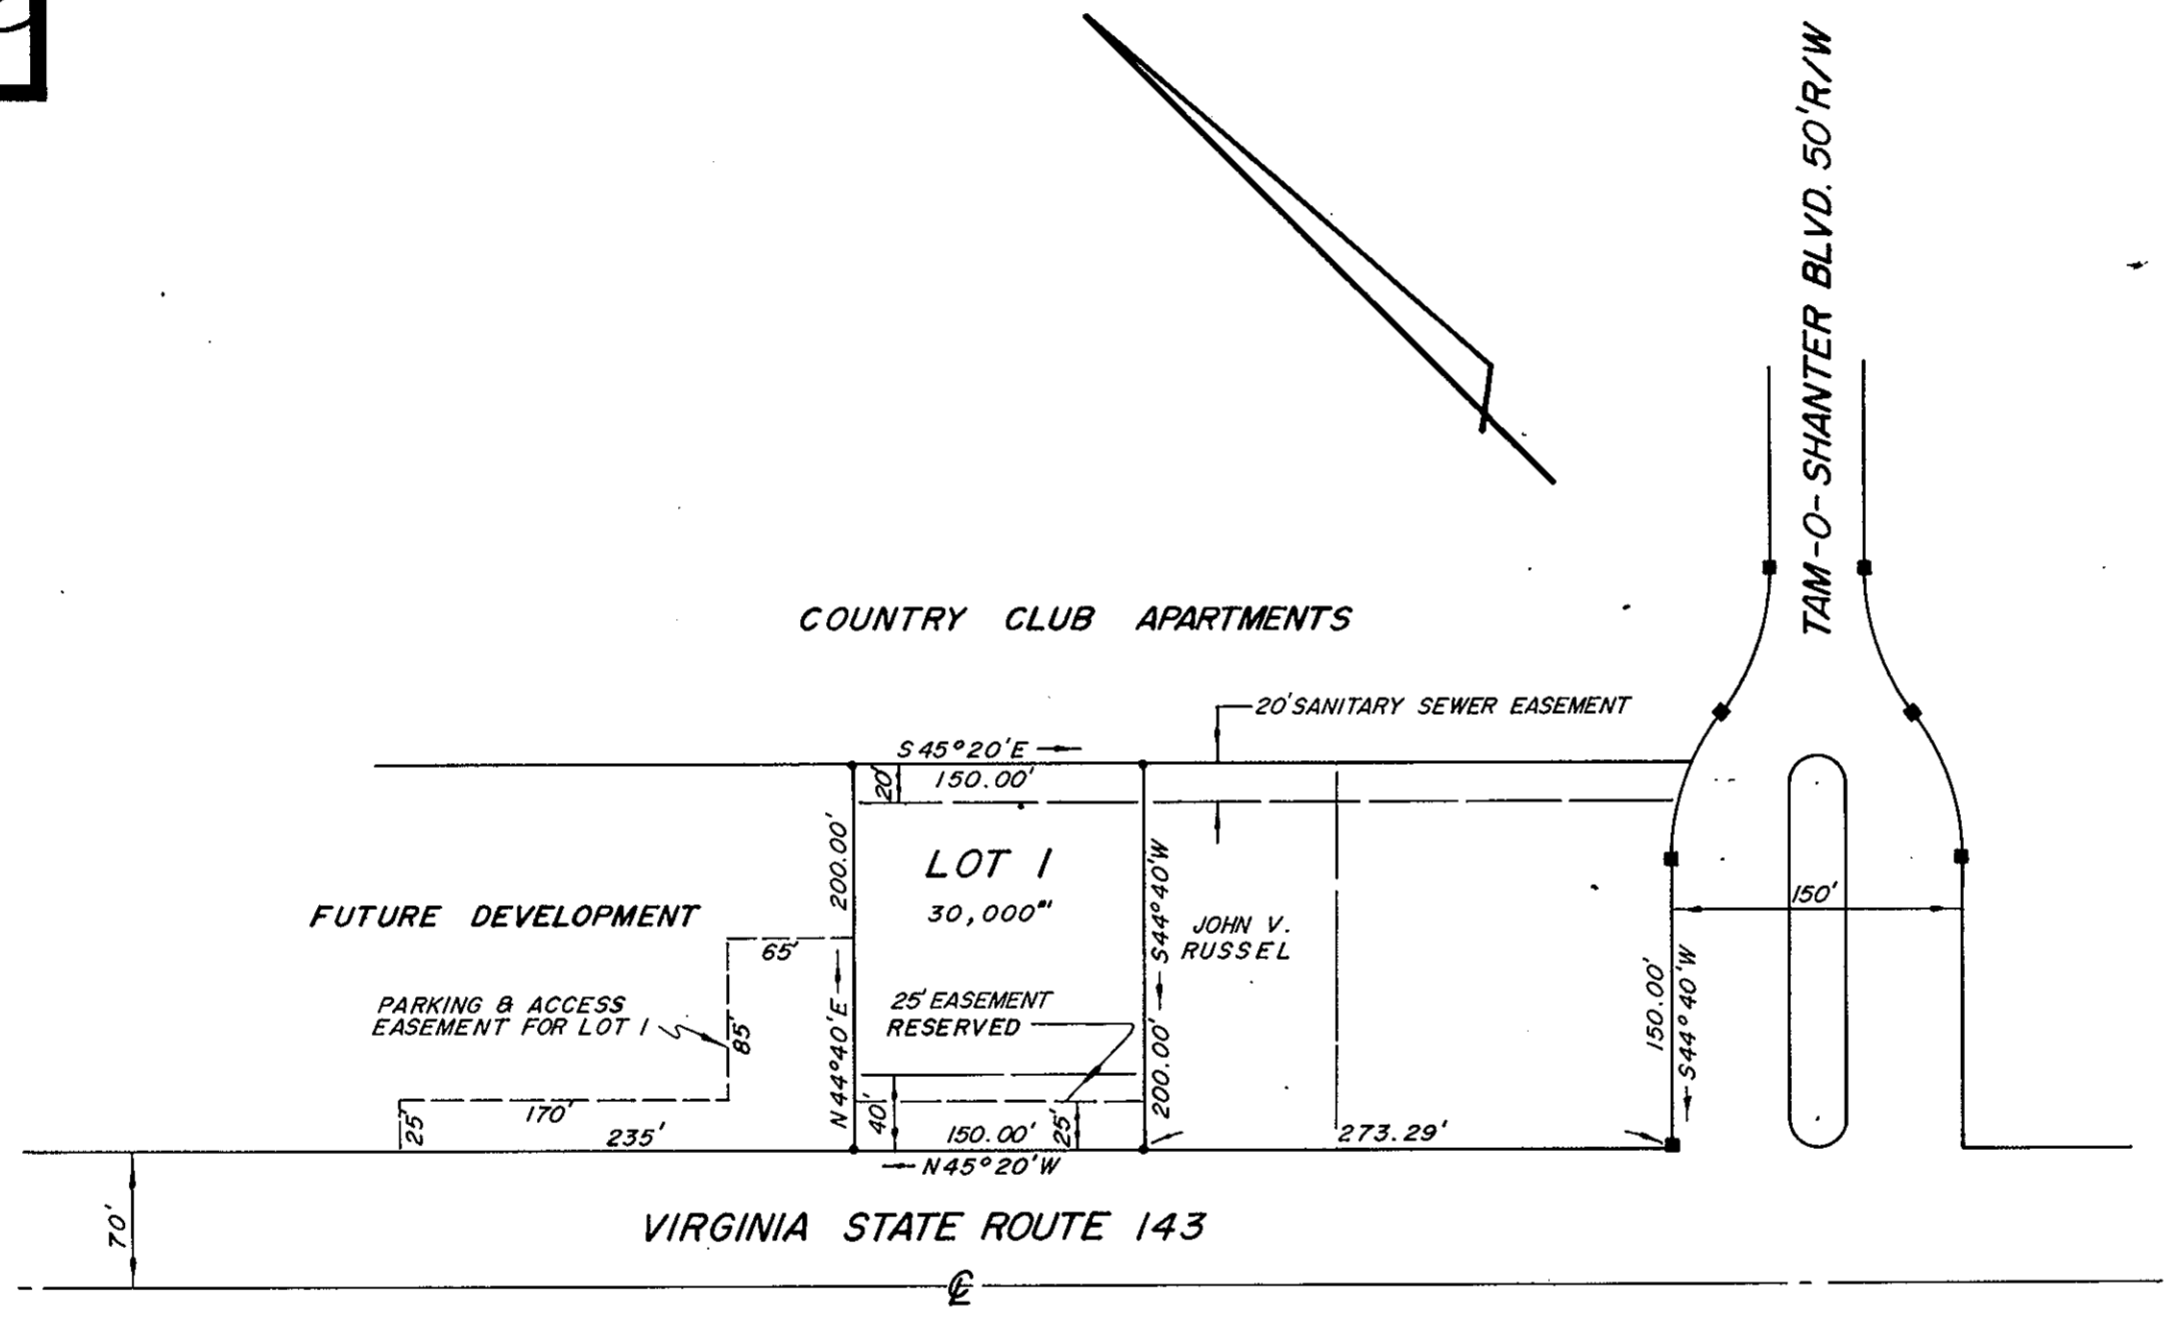 TAM-O-SHANTER BLVD. 50'R/W
COUNTRY CLUB APARTMENTS
20'SANITARY SEWER EASEMENT
S45°20'E
150.00'
20'
200.00'
N44°40'E
LOT 1
30,000
S44°40'W
200.00'
JOHN V.
RUSSEL
FUTURE DEVELOPMENT
65'
PARKING & ACCESS
EASEMENT FOR LOT 1
85'
25' EASEMENT
RESERVED
150'
150.00'
S44°40'W
25'
170'
235'
40'
150.00'
25'
273.29'
N45°20'W
70'
VIRGINIA STATE ROUTE 143
℄